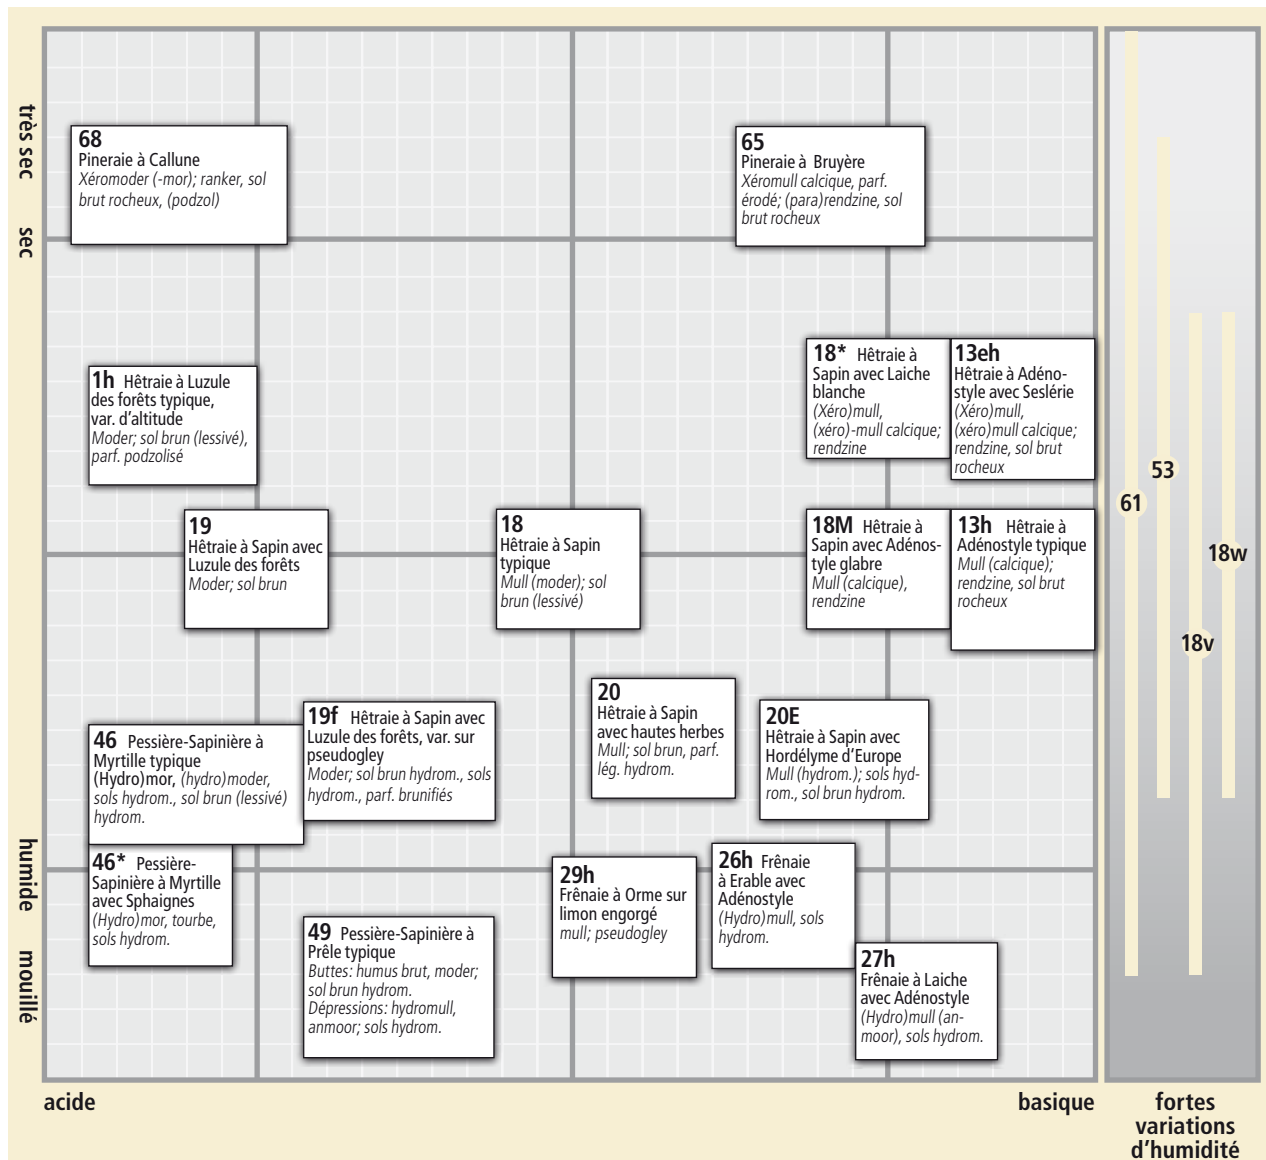 très sec
sec
humide
mouillé
68
Pineraie à Callune
Xéromoder (-mor); ranker, sol
brut rocheux, (podzol)
65
Pineraie à Bruyère
Xéromull calcique, parf.
érodé; (para)rendzine, sol
brut rocheux
1h Hêtraie à Luzule
des forêts typique,
var. d'altitude
Moder; sol brun (lessivé),
parf. podzolisé
18* Hêtraie à
Sapin avec Laiche
blanche
(Xéro)mull,
(xéro)-mull calcique;
rendzine
13eh
Hêtraie à Adéno-
style avec Seslérie
(Xéro)mull,
(xéro)mull calcique;
rendzine, sol brut
rocheux
19
Hêtraie à Sapin avec
Luzule des forêts
Moder; sol brun
18
Hêtraie à Sapin
typique
Mull (moder); sol
brun (lessivé)
18M Hêtraie à
Sapin avec Adénos-
tyle glabre
Mull (calcique),
rendzine
13h Hêtraie à
Adénostyle typique
Mull (calcique);
rendzine, sol brut
rocheux
46 Pessière-Sapinière à
Myrtille typique
(Hydro)mor, (hydro)moder,
sols hydrom., sol brun (lessivé)
hydrom.
19f Hêtraie à Sapin avec
Luzule des forêts, var. sur
pseudogley
Moder; sol brun hydrom., sols
hydrom., parf. brunifiés
20
Hêtraie à Sapin
avec hautes herbes
Mull; sol brun, parf.
lég. hydrom.
20E
Hêtraie à Sapin avec
Hordélyme d'Europe
Mull (hydrom.); sols hyd-
rom., sol brun hydrom.
46* Pessière-
Sapinière à Myrtille
avec Sphaignes
(Hydro)mor, tourbe,
sols hydrom.
49 Pessière-Sapinière à
Prêle typique
Buttes: humus brut, moder;
sol brun hydrom.
Dépressions: hydromull,
anmoor; sols hydrom.
29h
Frênaie à Orme sur
limon engorgé
mull; pseudogley
26h Frênaie
à Erable avec
Adénostyle
(Hydro)mull, sols
hydrom.
27h
Frênaie à Laiche
avec Adénostyle
(Hydro)mull (an-
moor), sols hydrom.
53
61
18w
18v
acide
basique
fortes
variations
d'humidité